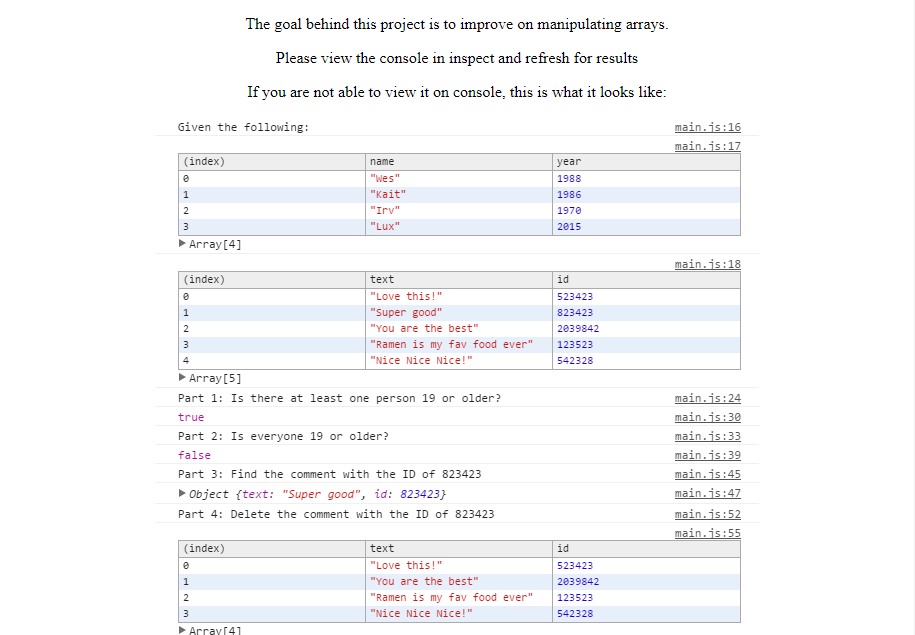 The goal behind this project is to improve on manipulating arrays.
Please view the console in inspect and refresh for results
If you are not able to view it on console, this is what it looks like:
Given the following: main.js:16
main.js:17
(index) name year
0 "Wes" 1988
1 "Kait" 1986
2 "Irv" 1970
3 "Lux" 2015
▶ Array[4]
main.js:18
(index) text id
0 "Love this!" 523423
1 "Super good" 823423
2 "You are the best" 2039842
3 "Ramen is my fav food ever" 123523
4 "Nice Nice Nice!" 542328
▶ Array[5]
Part 1: Is there at least one person 19 or older? main.js:24
true main.js:30
Part 2: Is everyone 19 or older? main.js:33
false main.js:39
Part 3: Find the comment with the ID of 823423 main.js:45
▶ Object {text: "Super good", id: 823423} main.js:47
Part 4: Delete the comment with the ID of 823423 main.js:52
main.js:55
(index) text id
0 "Love this!" 523423
1 "You are the best" 2039842
2 "Ramen is my fav food ever" 123523
3 "Nice Nice Nice!" 542328
▶ Array[4]